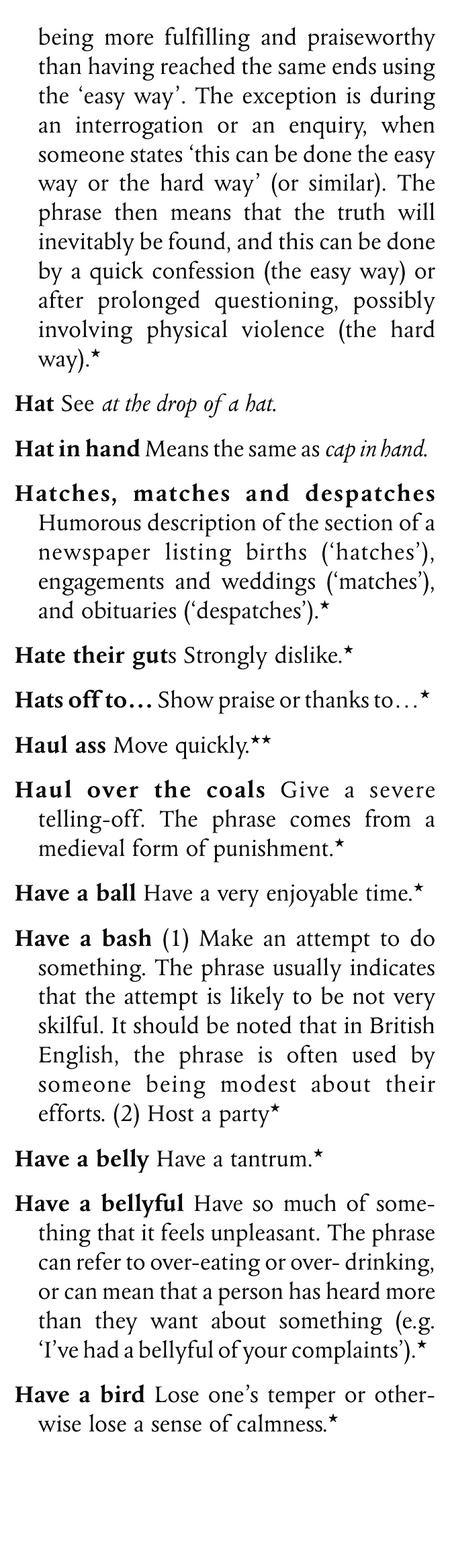 being more fulfilling and praiseworthy
than having reached the same ends using
the ‘easy way’. The exception is during
an interrogation or an enquiry, when
someone states ‘this can be done the easy
way or the hard way’ (or similar). The
phrase then means that the truth will
inevitably be found, and this can be done
by a quick confession (the easy way) or
after prolonged questioning, possibly
involving physical violence (the hard
way).★
Hat See at the drop of a hat.
Hat in hand Means the same as cap in hand.
Hatches, matches and despatches
Humorous description of the section of a
newspaper listing births (‘hatches’),
engagements and weddings (‘matches’),
and obituaries (‘despatches’).★
Hate their guts Strongly dislike.★
Hats off to… Show praise or thanks to…★
Haul ass Move quickly.★★
Haul over the coals Give a severe
telling-off. The phrase comes from a
medieval form of punishment.★
Have a ball Have a very enjoyable time.★
Have a bash (1) Make an attempt to do
something. The phrase usually indicates
that the attempt is likely to be not very
skilful. It should be noted that in British
English, the phrase is often used by
someone being modest about their
efforts. (2) Host a party★
Have a belly Have a tantrum.★
Have a bellyful Have so much of some-
thing that it feels unpleasant. The phrase
can refer to over-eating or over- drinking,
or can mean that a person has heard more
than they want about something (e.g.
‘I’ve had a bellyful of your complaints’).★
Have a bird Lose one’s temper or other-
wise lose a sense of calmness.★